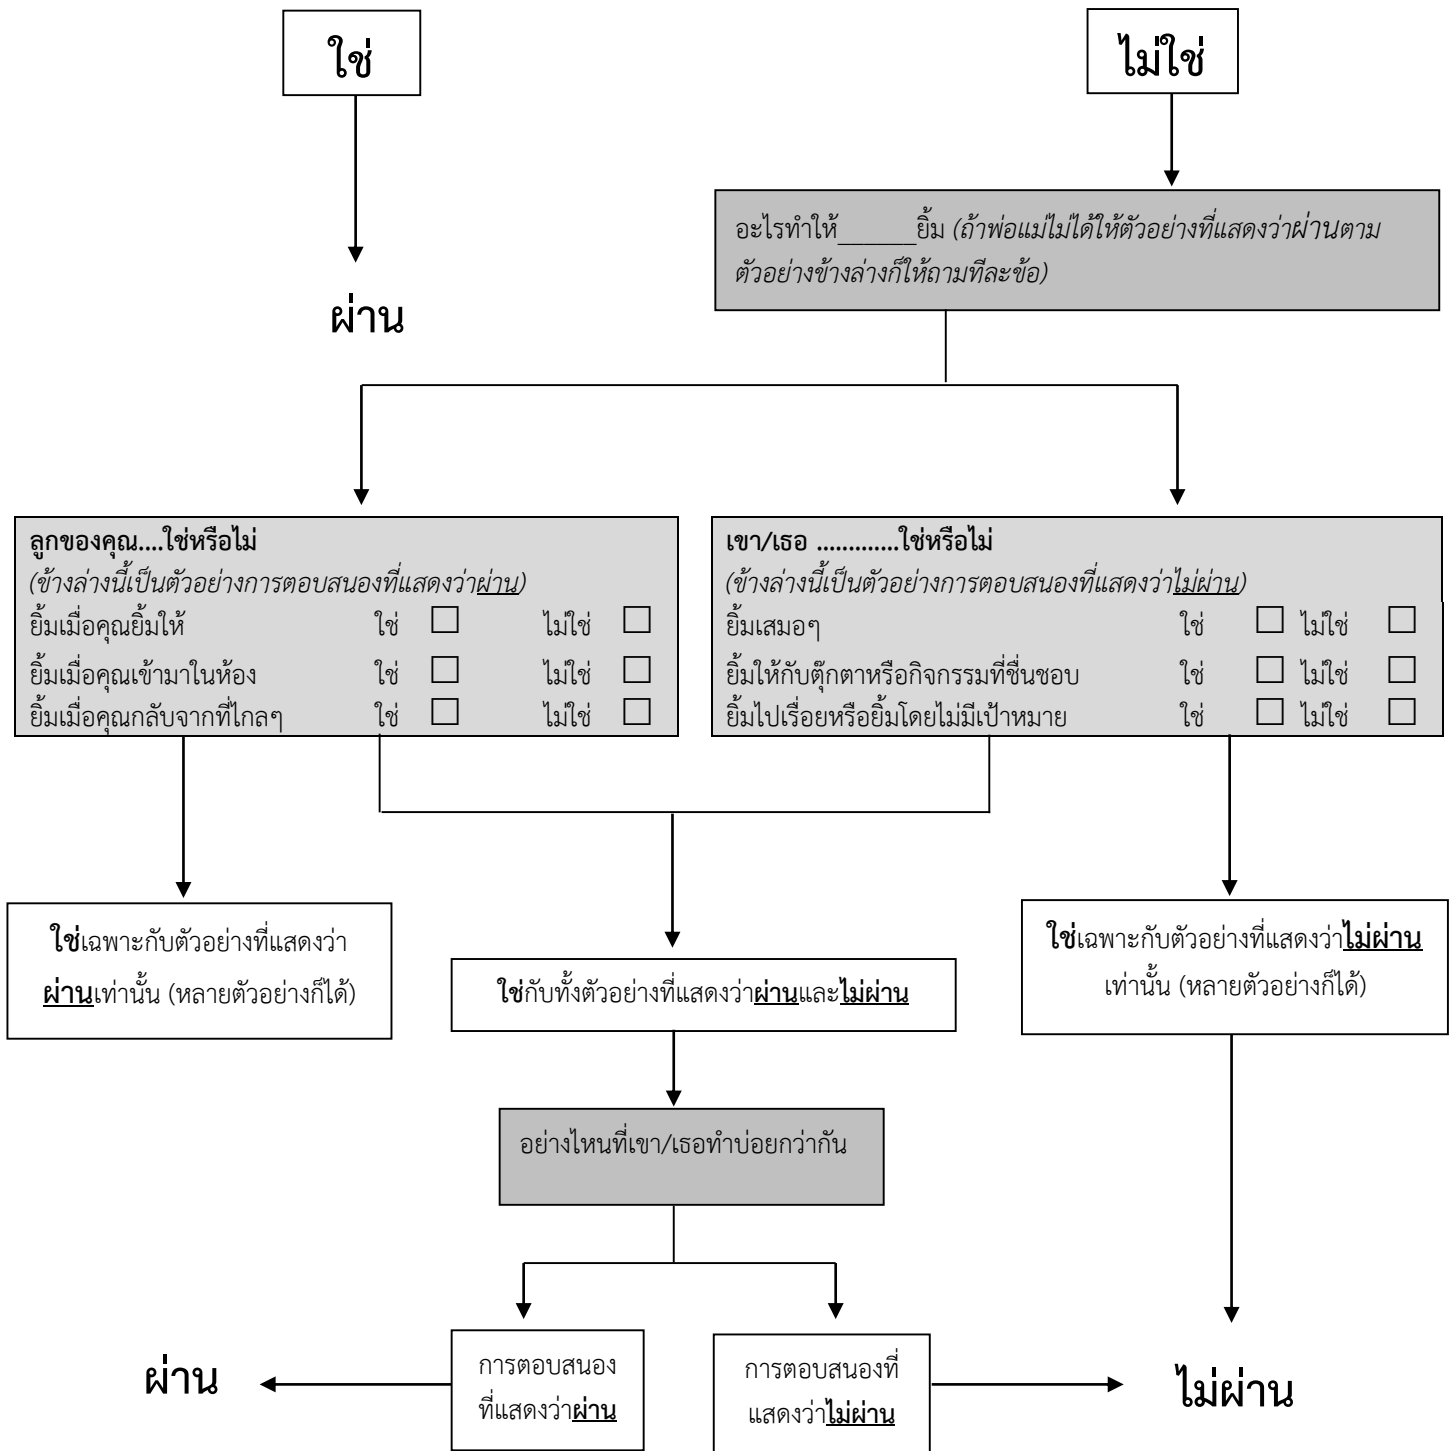 ใช่
ไม่ใช่
อะไรทำให้______ยิ้ม (ถ้าพ่อแม่ไม่ได้ให้ตัวอย่างที่แสดงว่าผ่านตาม
ตัวอย่างข้างล่างก็ให้ถามทีละข้อ)
ผ่าน
ลูกของคุณ....ใช่หรือไม่
(ข้างล่างนี้เป็นตัวอย่างการตอบสนองที่แสดงว่าผ่าน)
ยิ้มเมื่อคุณยิ้มให้ ใช่ ☐ ไม่ใช่ ☐
ยิ้มเมื่อคุณเข้ามาในห้อง ใช่ ☐ ไม่ใช่ ☐
ยิ้มเมื่อคุณกลับจากที่ไกลๆ ใช่ ☐ ไม่ใช่ ☐
เขา/เธอ .............ใช่หรือไม่
(ข้างล่างนี้เป็นตัวอย่างการตอบสนองที่แสดงว่าไม่ผ่าน)
ยิ้มเสมอๆ ใช่ ☐ ไม่ใช่ ☐
ยิ้มให้กับตุ๊กตาหรือกิจกรรมที่ชื่นชอบ ใช่ ☐ ไม่ใช่ ☐
ยิ้มไปเรื่อยหรือยิ้มโดยไม่มีเป้าหมาย ใช่ ☐ ไม่ใช่ ☐
ใช่เฉพาะกับตัวอย่างที่แสดงว่า
ผ่านเท่านั้น (หลายตัวอย่างก็ได้)
ใช่กับทั้งตัวอย่างที่แสดงว่าผ่านและไม่ผ่าน
ใช่เฉพาะกับตัวอย่างที่แสดงว่าไม่ผ่าน
เท่านั้น (หลายตัวอย่างก็ได้)
อย่างไหนที่เขา/เธอทำบ่อยกว่ากัน
ผ่าน
การตอบสนอง
ที่แสดงว่าผ่าน
การตอบสนองที่
แสดงว่าไม่ผ่าน
ไม่ผ่าน